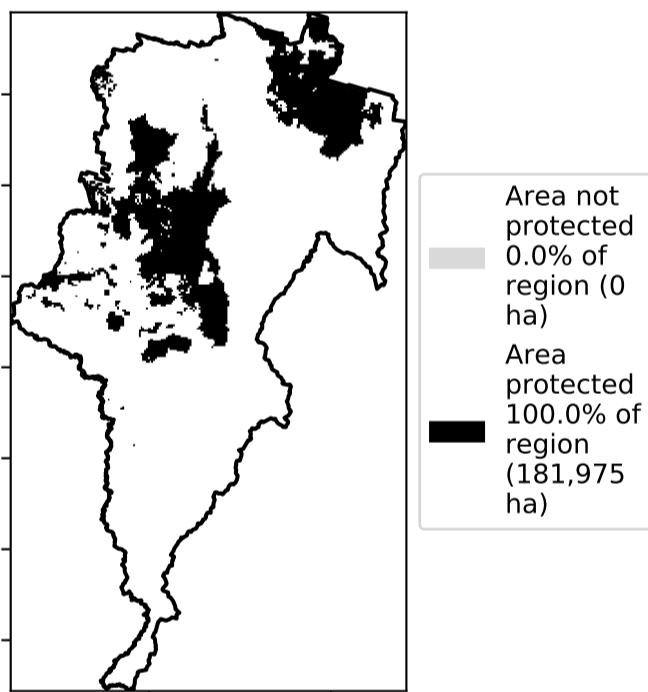 Area not
protected
0.0% of
region (0
ha)
Area
protected
100.0% of
region
(181,975
ha)